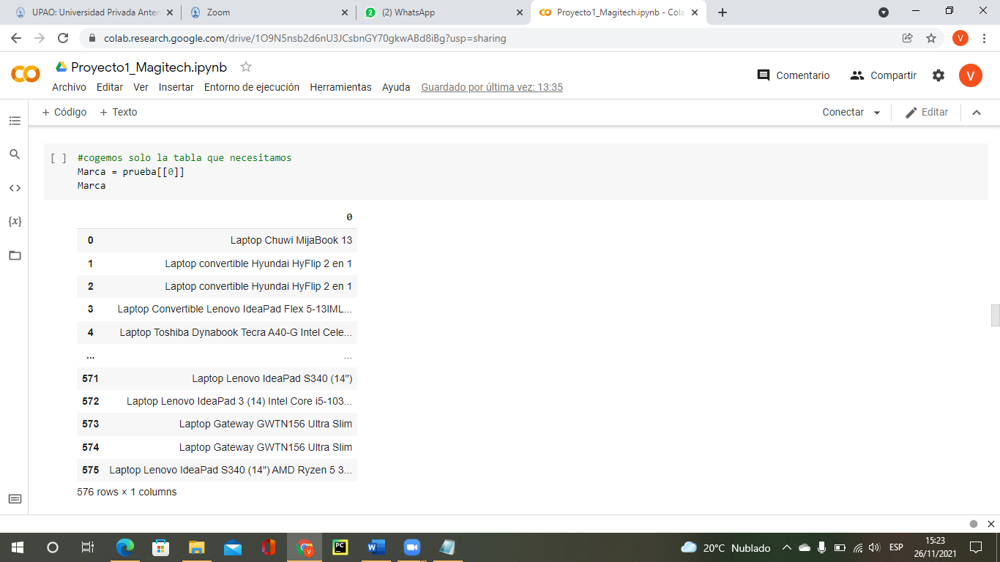 UPAO: Universidad Privada Anter
Zoom
(2) WhatsApp
Proyecto1_Magitech.ipynb - Cola
colab.research.google.com/drive/1O9N5nsb2d6nU3JCsbnGY70gkwABd8iBg?usp=sharing
V
Proyecto1_Magitech.ipynb
Comentario
Compartir
V
Archivo Editar Ver Insertar Entorno de ejecución Herramientas Ayuda Guardado por última vez: 13:35
+ Código + Texto
Conectar
Editar
[ ] #cogemos solo la tabla que necesitamos
Marca = prueba[[0]]
Marca
0
0 Laptop Chuwi MijaBook 13
1 Laptop convertible Hyundai HyFlip 2 en 1
2 Laptop convertible Hyundai HyFlip 2 en 1
3 Laptop Convertible Lenovo IdeaPad Flex 5-13IML...
4 Laptop Toshiba Dynabook Tecra A40-G Intel Cele...
... ...
571 Laptop Lenovo IdeaPad S340 (14")
572 Laptop Lenovo IdeaPad 3 (14) Intel Core i5-103...
573 Laptop Gateway GWTN156 Ultra Slim
574 Laptop Gateway GWTN156 Ultra Slim
575 Laptop Lenovo IdeaPad S340 (14") AMD Ryzen 5 3...
576 rows × 1 columns
20°C Nublado
ESP
15:23
26/11/2021